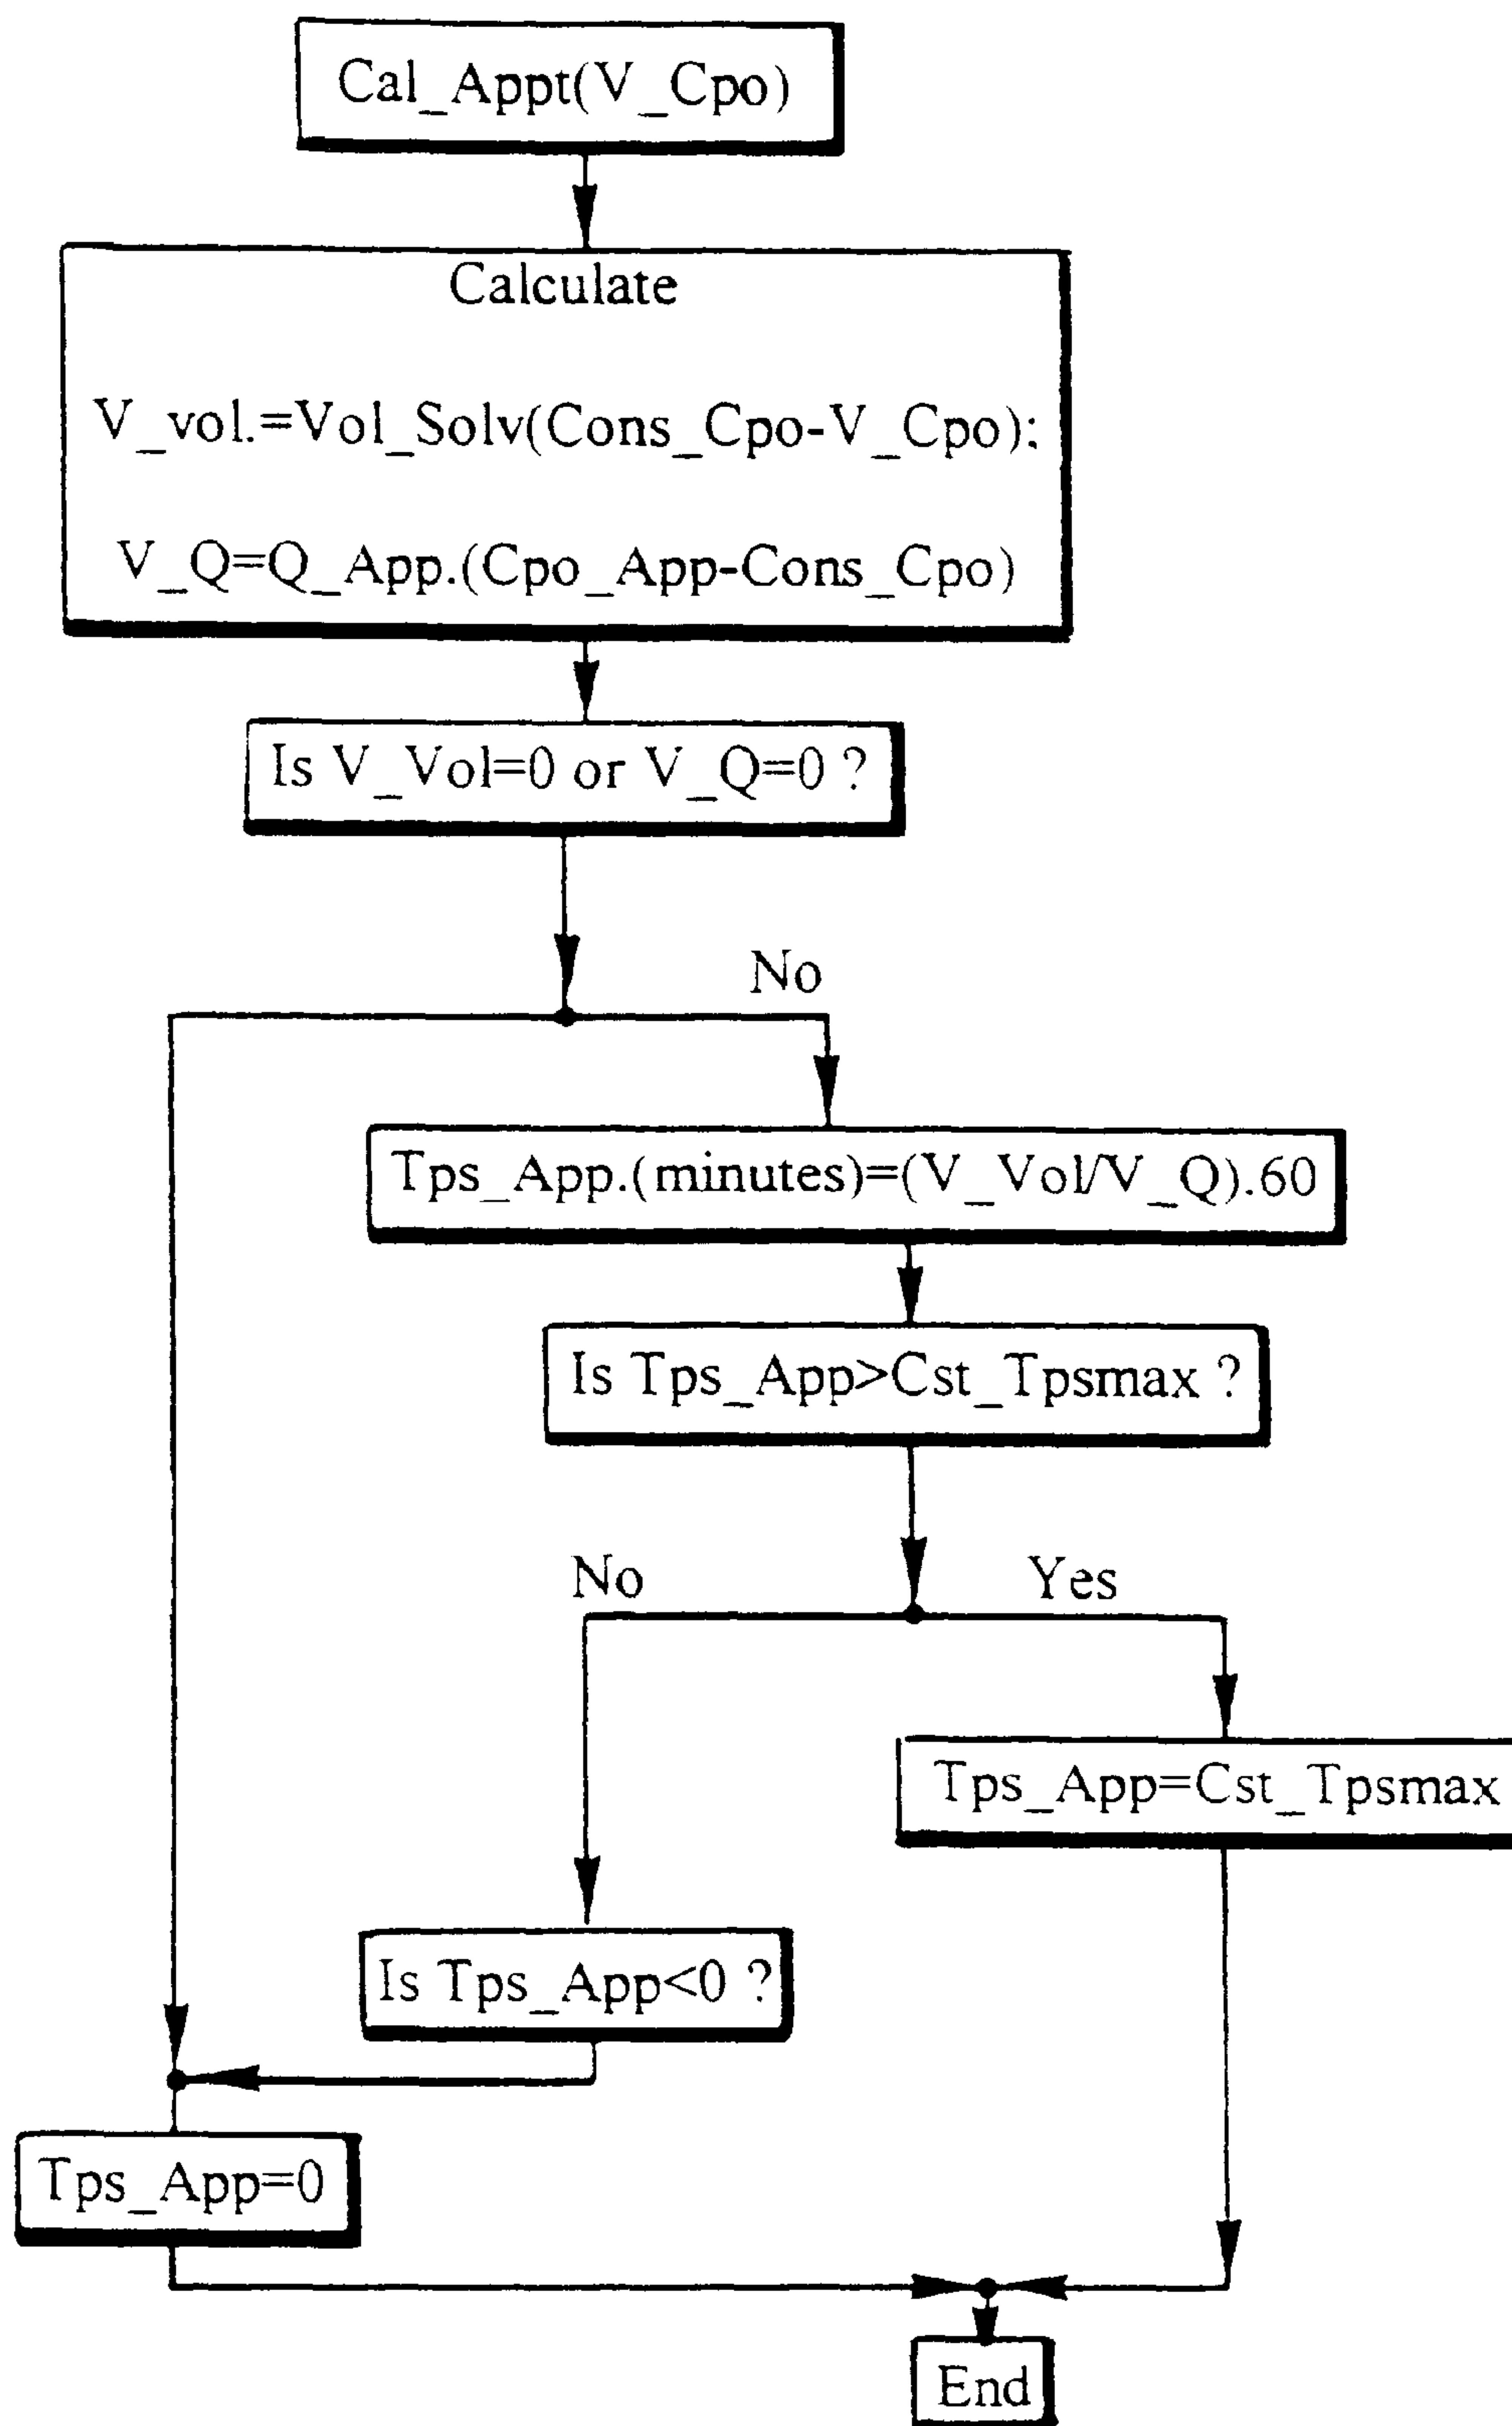 Cal_Appt(V_Cpo)
Calculate
V_vol.=Vol_Solv(Cons_Cpo-V_Cpo);
V_Q=Q_App.(Cpo_App-Cons_Cpo)
Is V_Vol=0 or V_Q=0 ?
No
Tps_App.(minutes)=(V_Vol/V_Q).60
Is Tps_App>Cst_Tpsmax ?
No
Yes
Tps_App=Cst_Tpsmax
Is Tps_App<0 ?
Tps_App=0
End